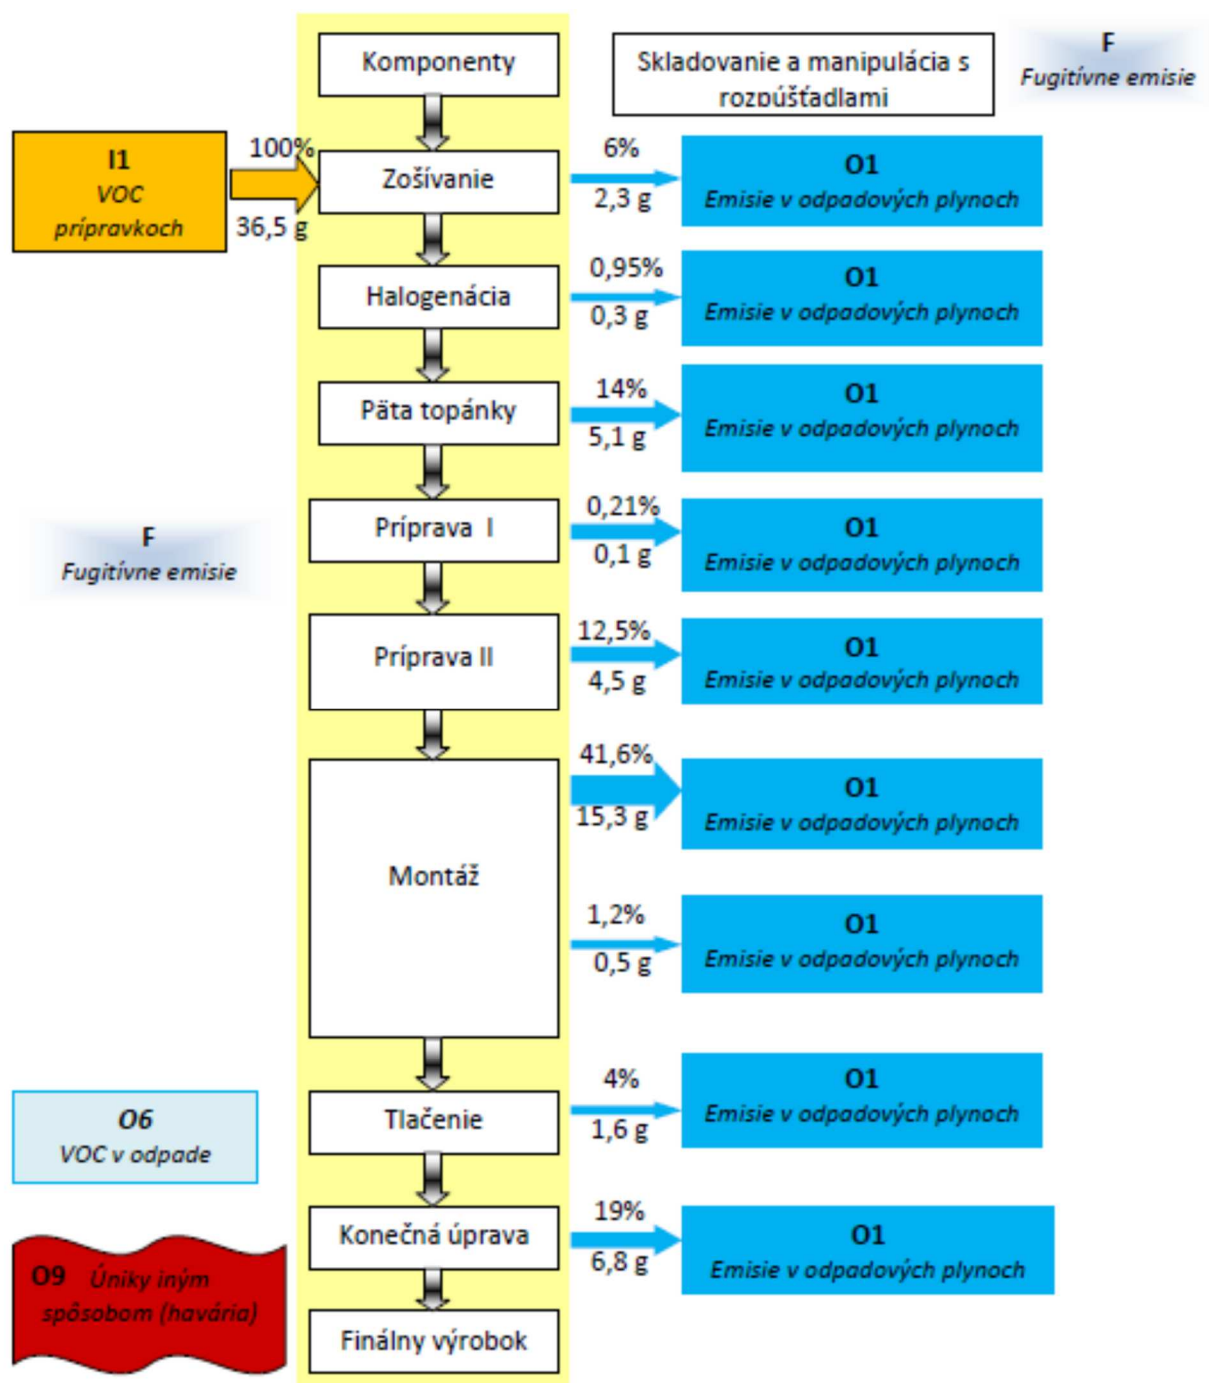 Komponenty
Skladovanie a manipulácia s
rozpúšťadlami
F
Fugitívne emisie
I1
VOC
prípravkoch
100%
36,5 g
Zošívanie
6%
2,3 g
O1
Emisie v odpadových plynoch
Halogenácia
0,95%
0,3 g
O1
Emisie v odpadových plynoch
Päta topánky
14%
5,1 g
O1
Emisie v odpadových plynoch
F
Fugitívne emisie
Príprava I
0,21%
0,1 g
O1
Emisie v odpadových plynoch
Príprava II
12,5%
4,5 g
O1
Emisie v odpadových plynoch
Montáž
41,6%
15,3 g
O1
Emisie v odpadových plynoch
1,2%
0,5 g
O1
Emisie v odpadových plynoch
O6
VOC v odpade
Tlačenie
4%
1,6 g
O1
Emisie v odpadových plynoch
Konečná úprava
19%
6,8 g
O1
Emisie v odpadových plynoch
O9 Úniky iným
spôsobom (havária)
Finálny výrobok